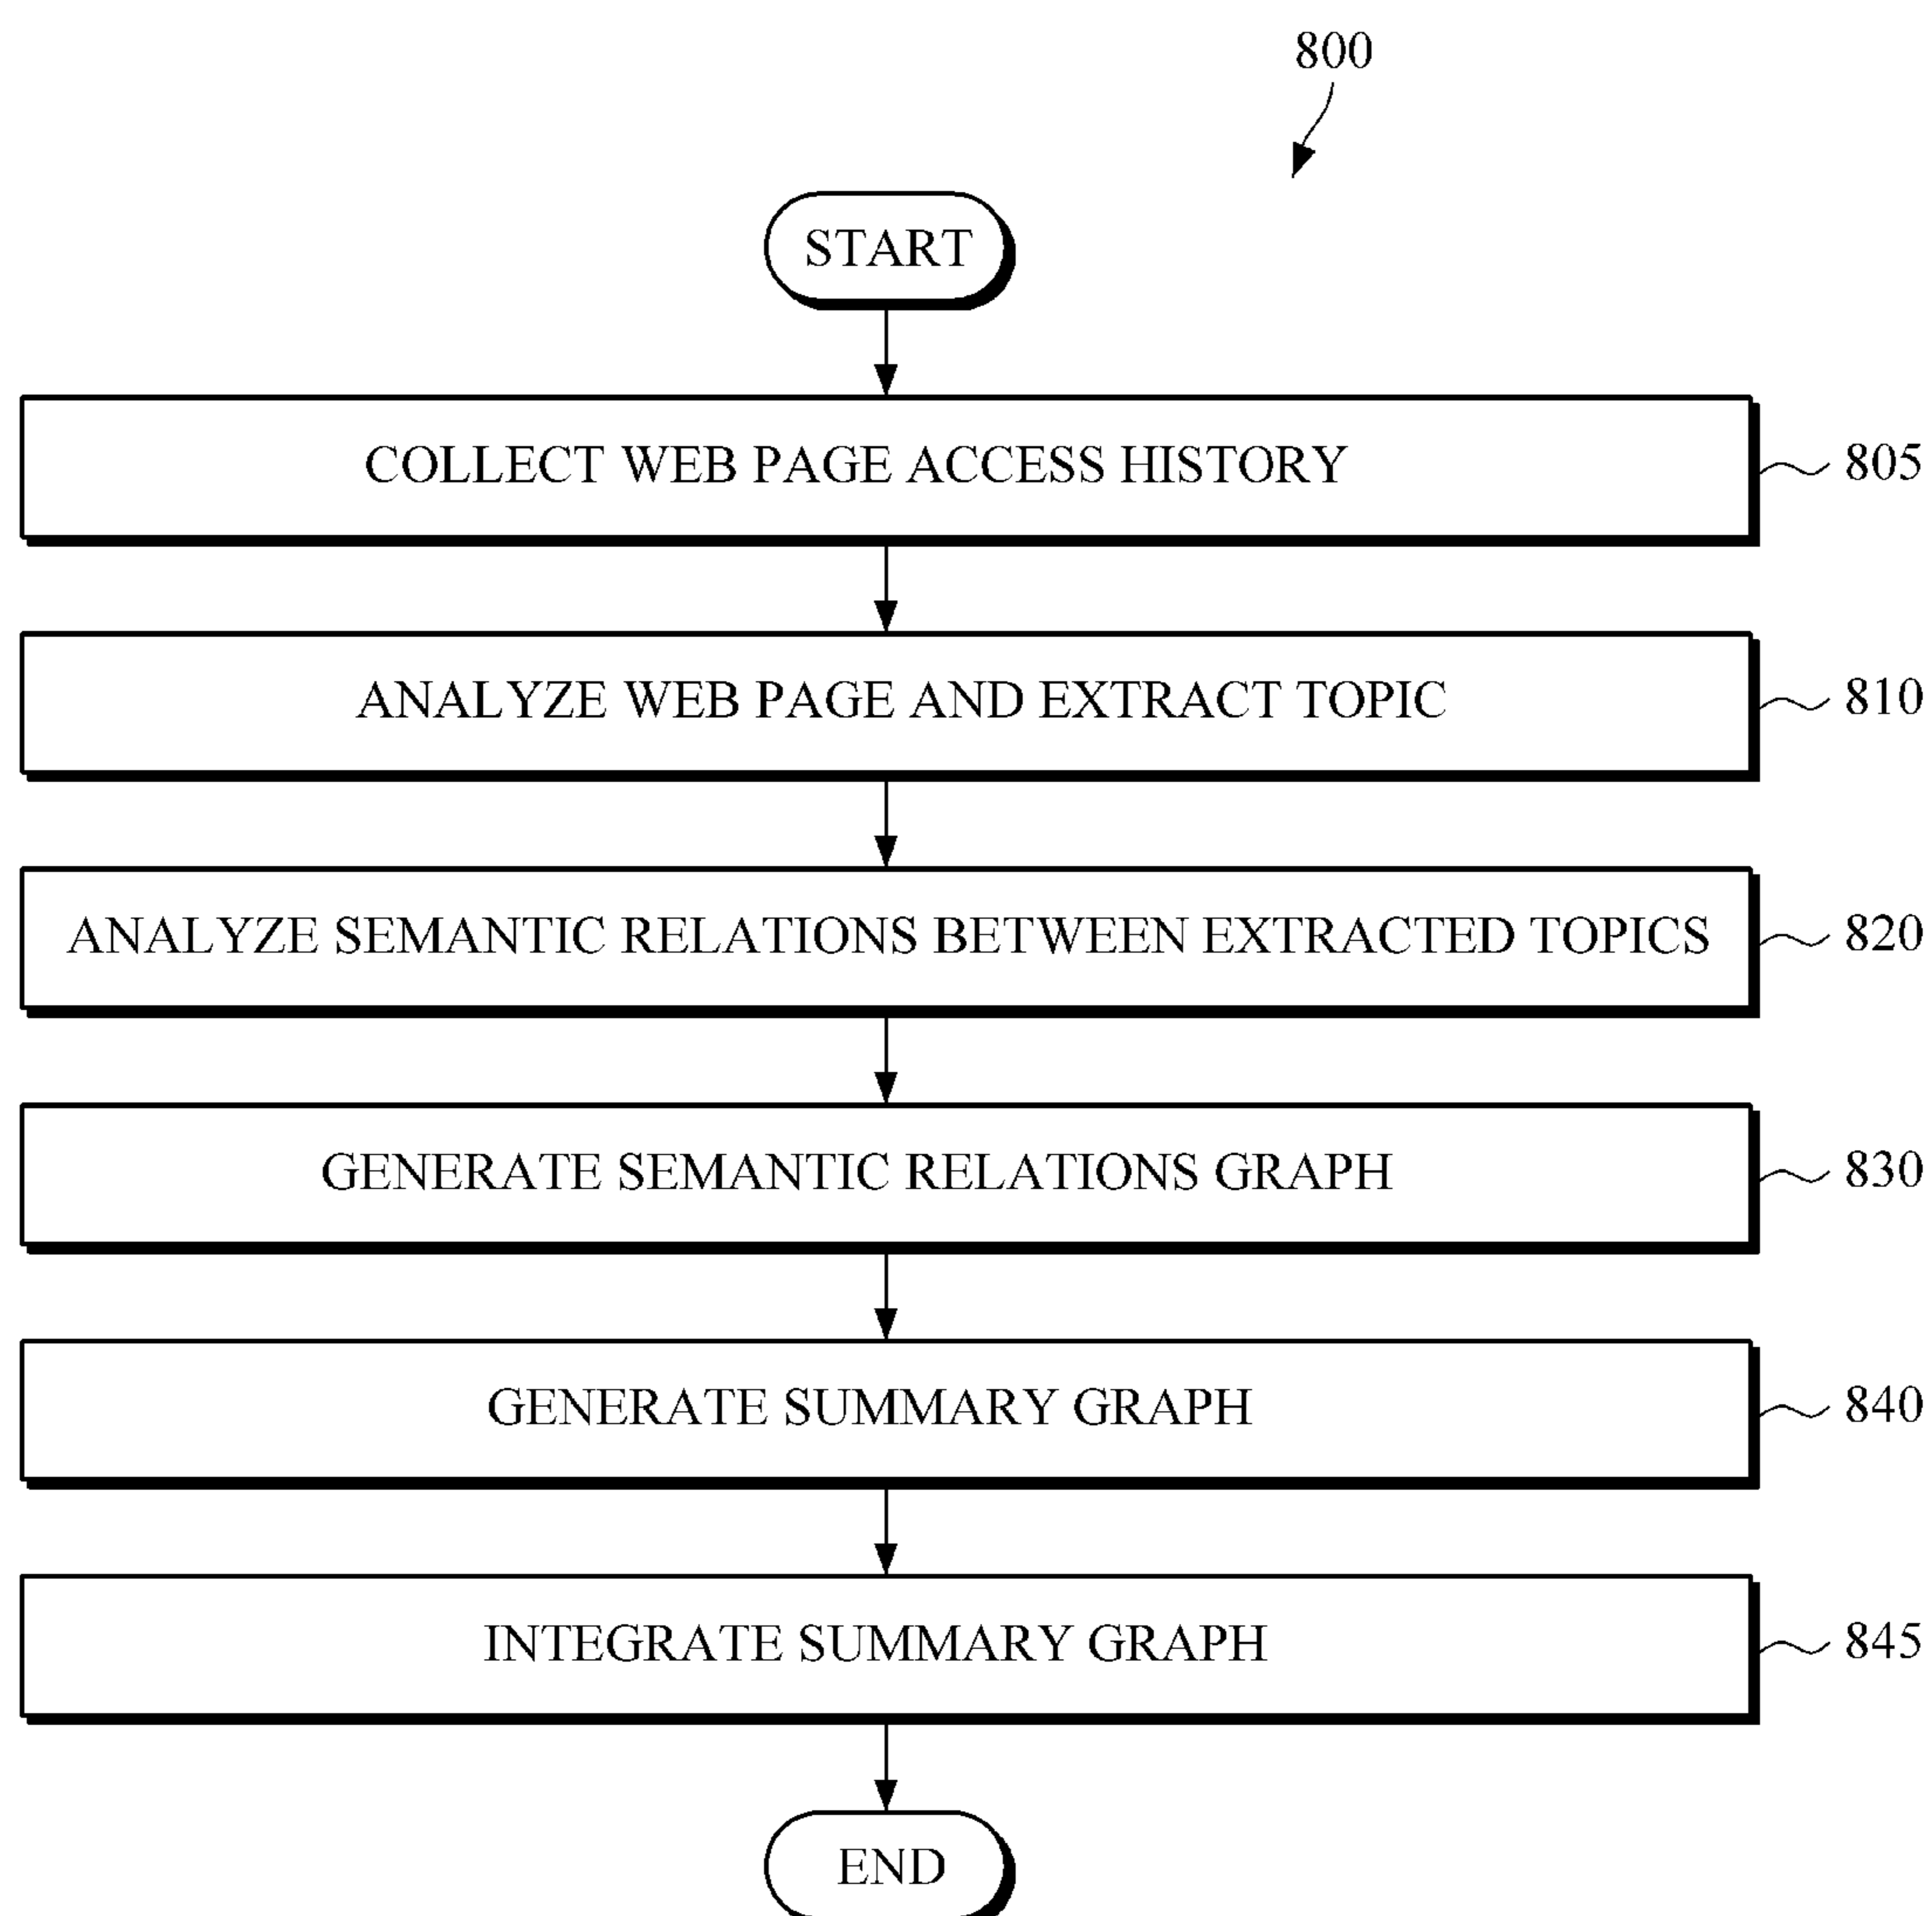 800
START
COLLECT WEB PAGE ACCESS HISTORY
805
ANALYZE WEB PAGE AND EXTRACT TOPIC
810
ANALYZE SEMANTIC RELATIONS BETWEEN EXTRACTED TOPICS
820
GENERATE SEMANTIC RELATIONS GRAPH
830
GENERATE SUMMARY GRAPH
840
INTEGRATE SUMMARY GRAPH
845
END